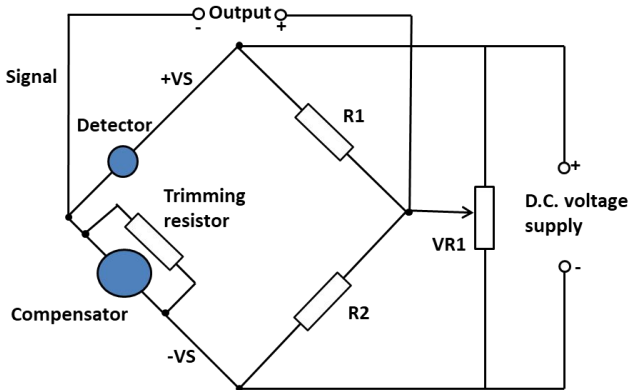 - Output +
Signal
+VS
R1
Detector
+
Trimming
resistor
D.C. voltage
supply
VR1
-
R2
Compensator
-VS